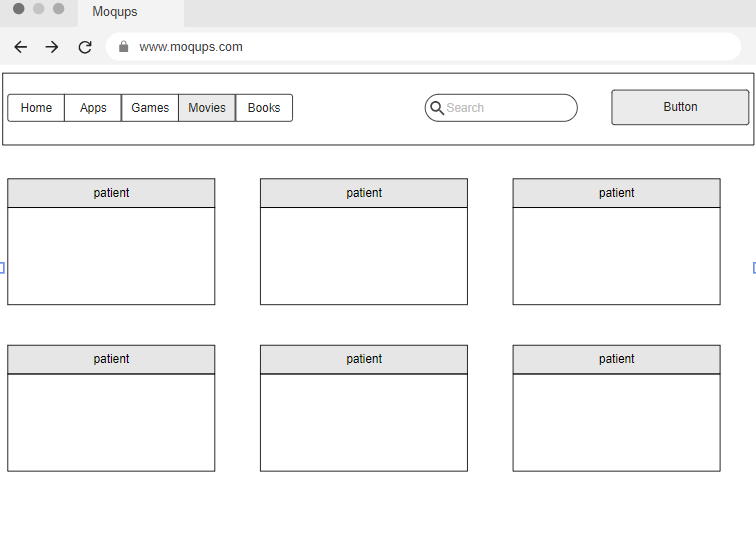 Moqups
www.moqups.com
Home Apps Games Movies Books Search Button
patient patient patient
patient patient patient